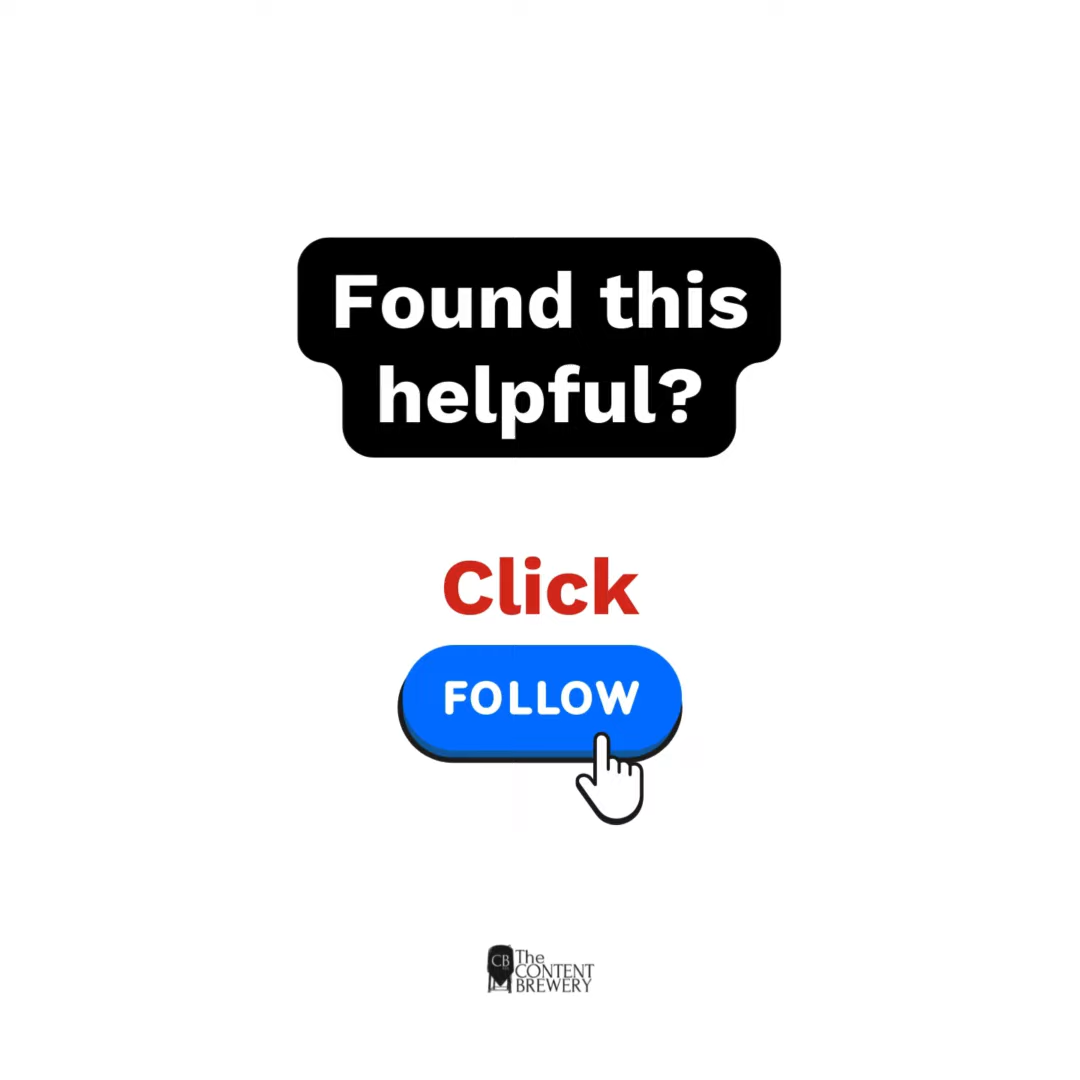 Found this
helpful?
Click
FOLLOW
CB
The
CONTENT
BREWERY